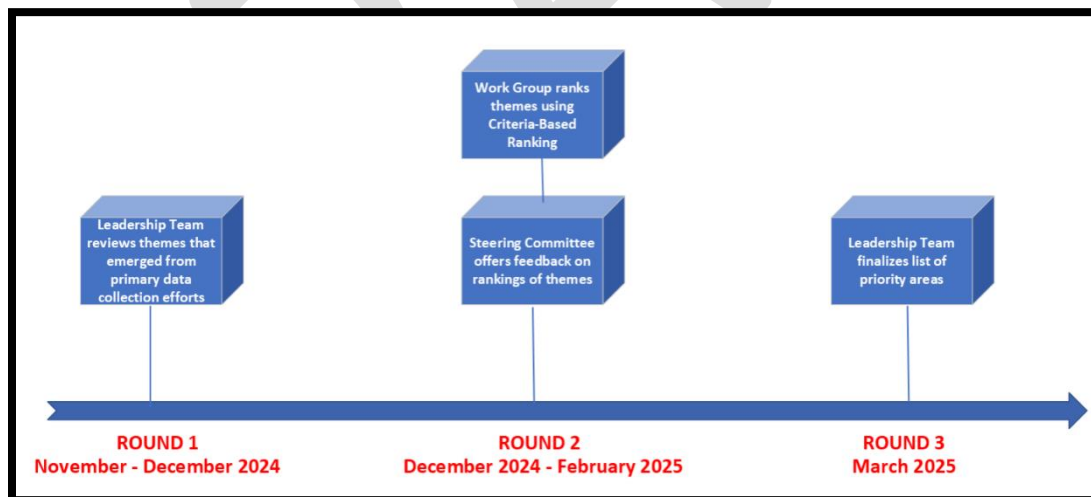 Work Group ranks
themes using
Criteria-Based
Ranking
Leadership Team
reviews themes that
emerged from
primary data
collection efforts
Steering Committee
offers feedback on
rankings of themes
Leadership Team
finalizes list of
priority areas
ROUND 1
November - December 2024
ROUND 2
December 2024 - February 2025
ROUND 3
March 2025